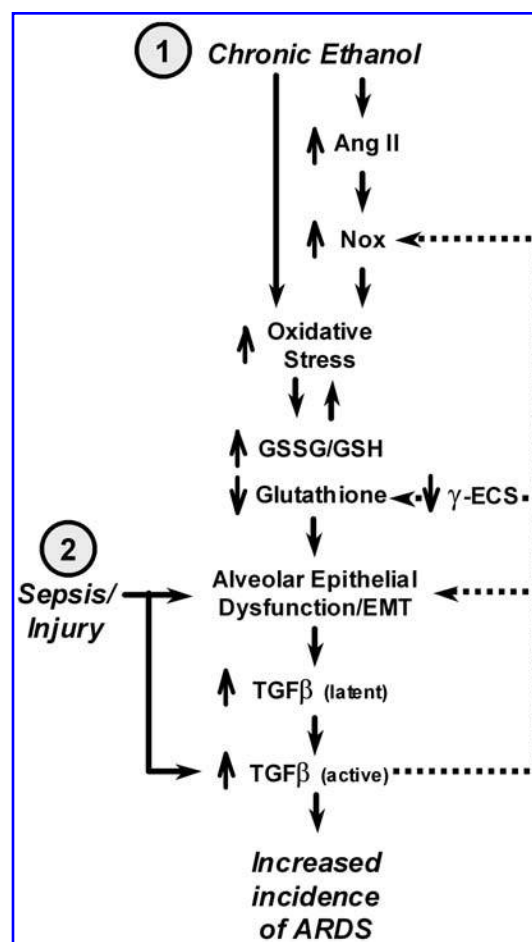 1 Chronic Ethanol
Ang II
Nox
Oxidative
Stress
GSSG/GSH
Glutathione γ-ECS
2
Sepsis/
Injury
Alveolar Epithelial
Dysfunction/EMT
TGFβ (latent)
TGFβ (active)
Increased
incidence
of ARDS